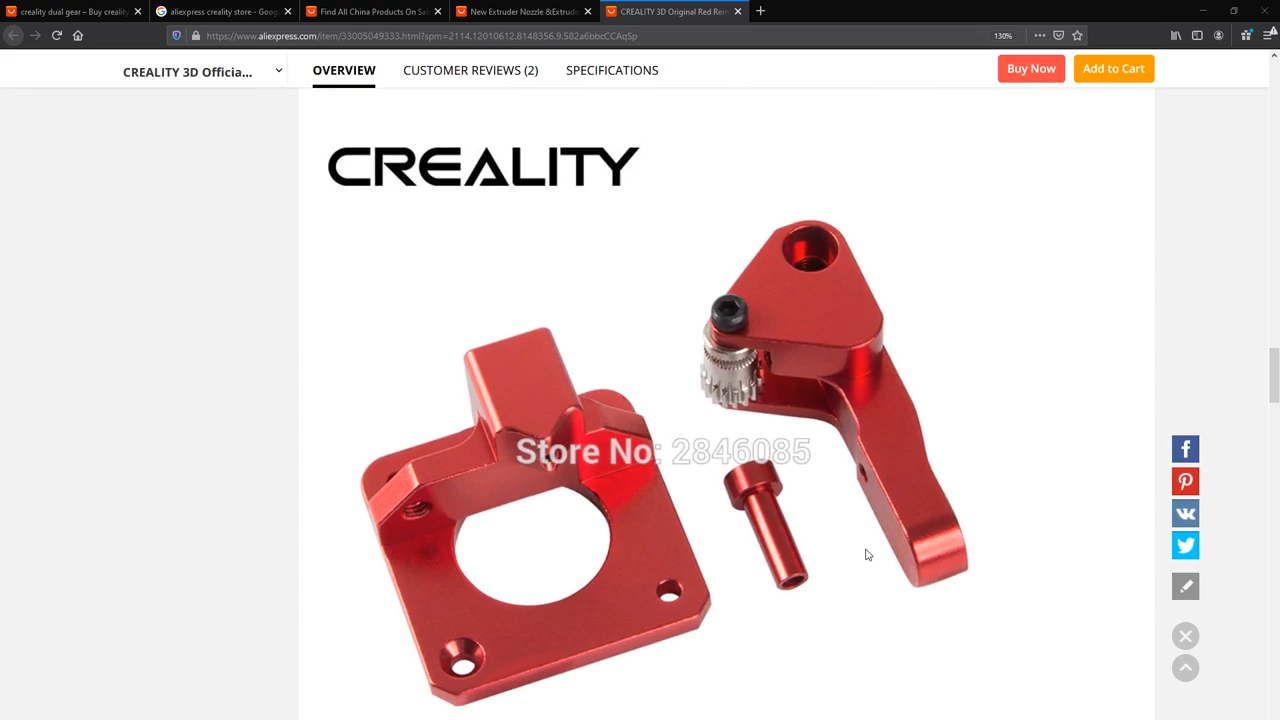 creality dual gear – Buy creality
aliexpress creality store - Goog
Find All China Products On Sal
New Extruder Nozzle &Extrude
CREALITY 3D Original Red Rem
https://www.aliexpress.com/item/33005049333.html?spm=2114.12010612.8148356.9.582a6bbcCCAqSp
130%
CREALITY 3D Officia...
OVERVIEW
CUSTOMER REVIEWS (2)
SPECIFICATIONS
Buy Now
Add to Cart
CREALITY
Store No: 2846085